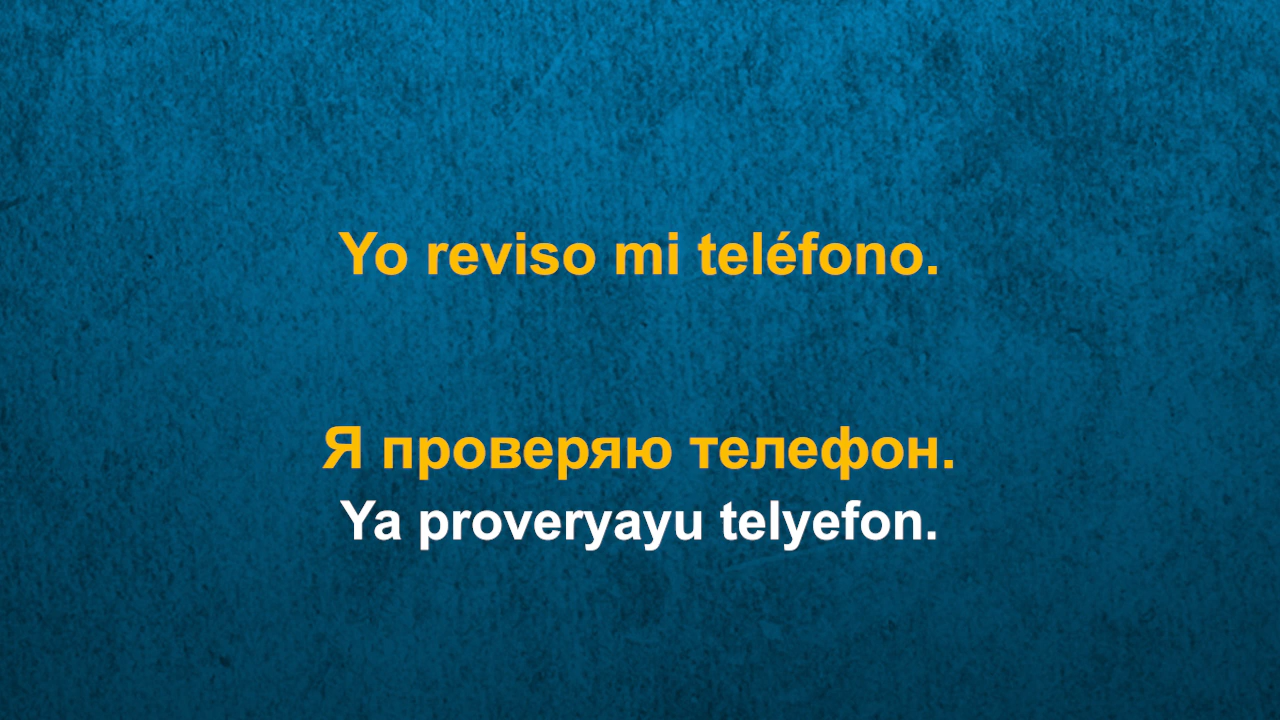 Yo reviso mi teléfono.
Я проверяю телефон.
Ya proveryayu telyefon.